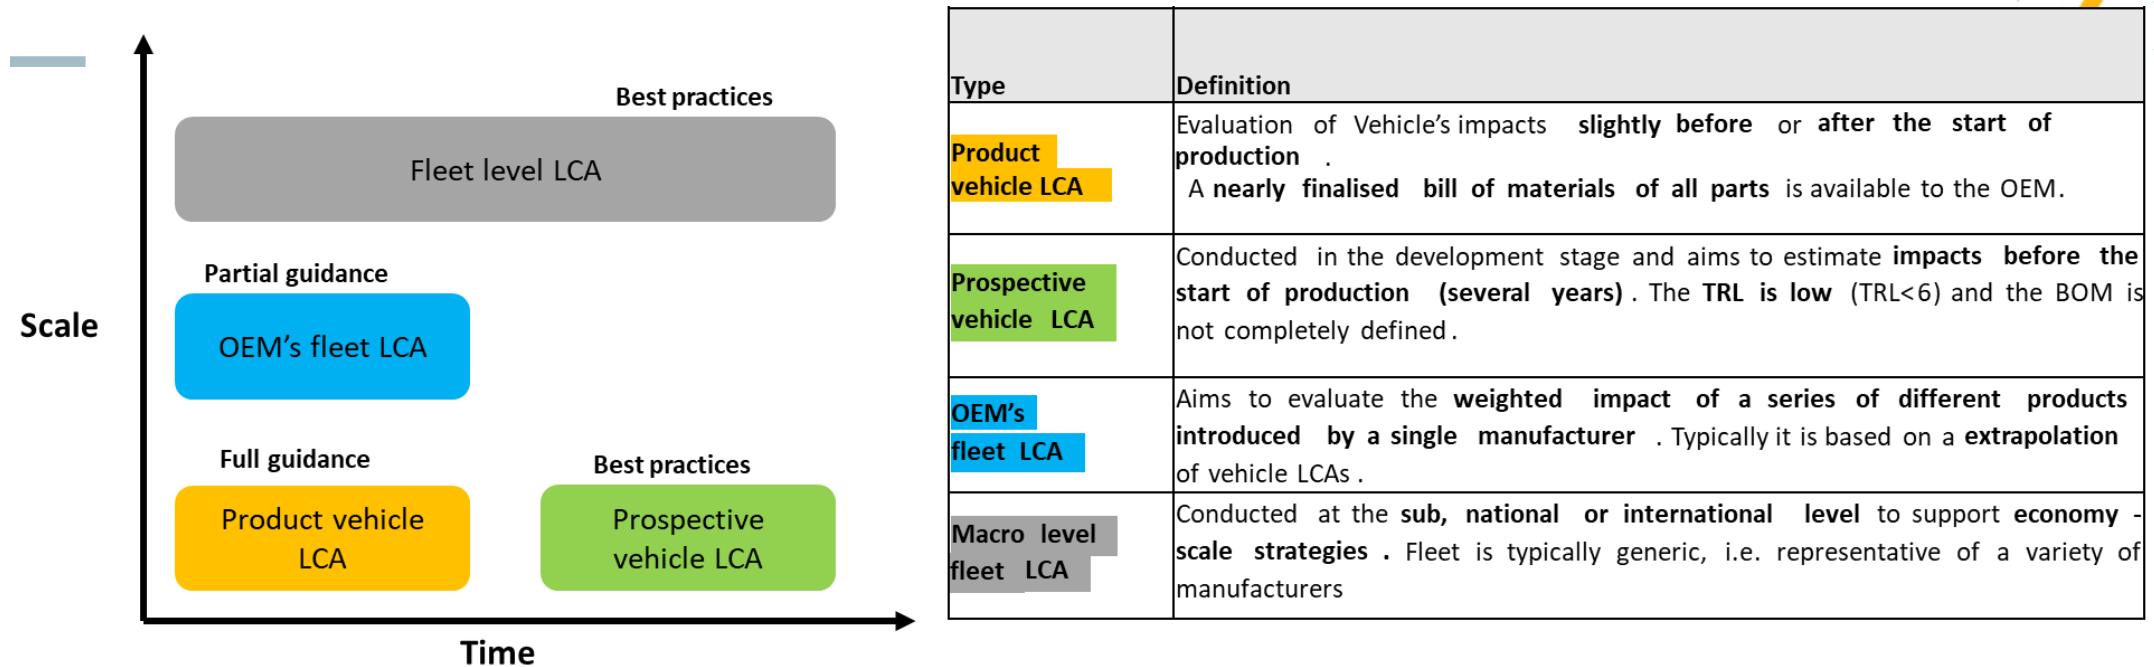 Best practices
Fleet level LCA
Partial guidance
OEM's fleet LCA
Scale
Full guidance
Best practices
Product vehicle
LCA
Prospective
vehicle LCA
Time
Type
Definition
Product
vehicle LCA
Evaluation of Vehicle's impacts slightly before or after the start of
production .
A nearly finalised bill of materials of all parts is available to the OEM.
Prospective
vehicle LCA
Conducted in the development stage and aims to estimate impacts before the
start of production (several years) . The TRL is low (TRL<6) and the BOM is
not completely defined .
OEM's
fleet LCA
Aims to evaluate the weighted impact of a series of different products
introduced by a single manufacturer . Typically it is based on a extrapolation
of vehicle LCAs .
Macro level
fleet LCA
Conducted at the sub, national or international level to support economy -
scale strategies . Fleet is typically generic, i.e. representative of a variety of
manufacturers